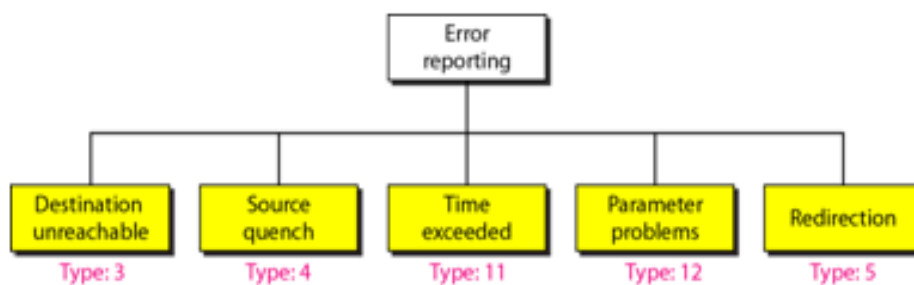 Error
reporting
Destination
unreachable
Source
quench
Time
exceeded
Parameter
problems
Redirection
Type: 3
Type: 4
Type: 11
Type: 12
Type: 5